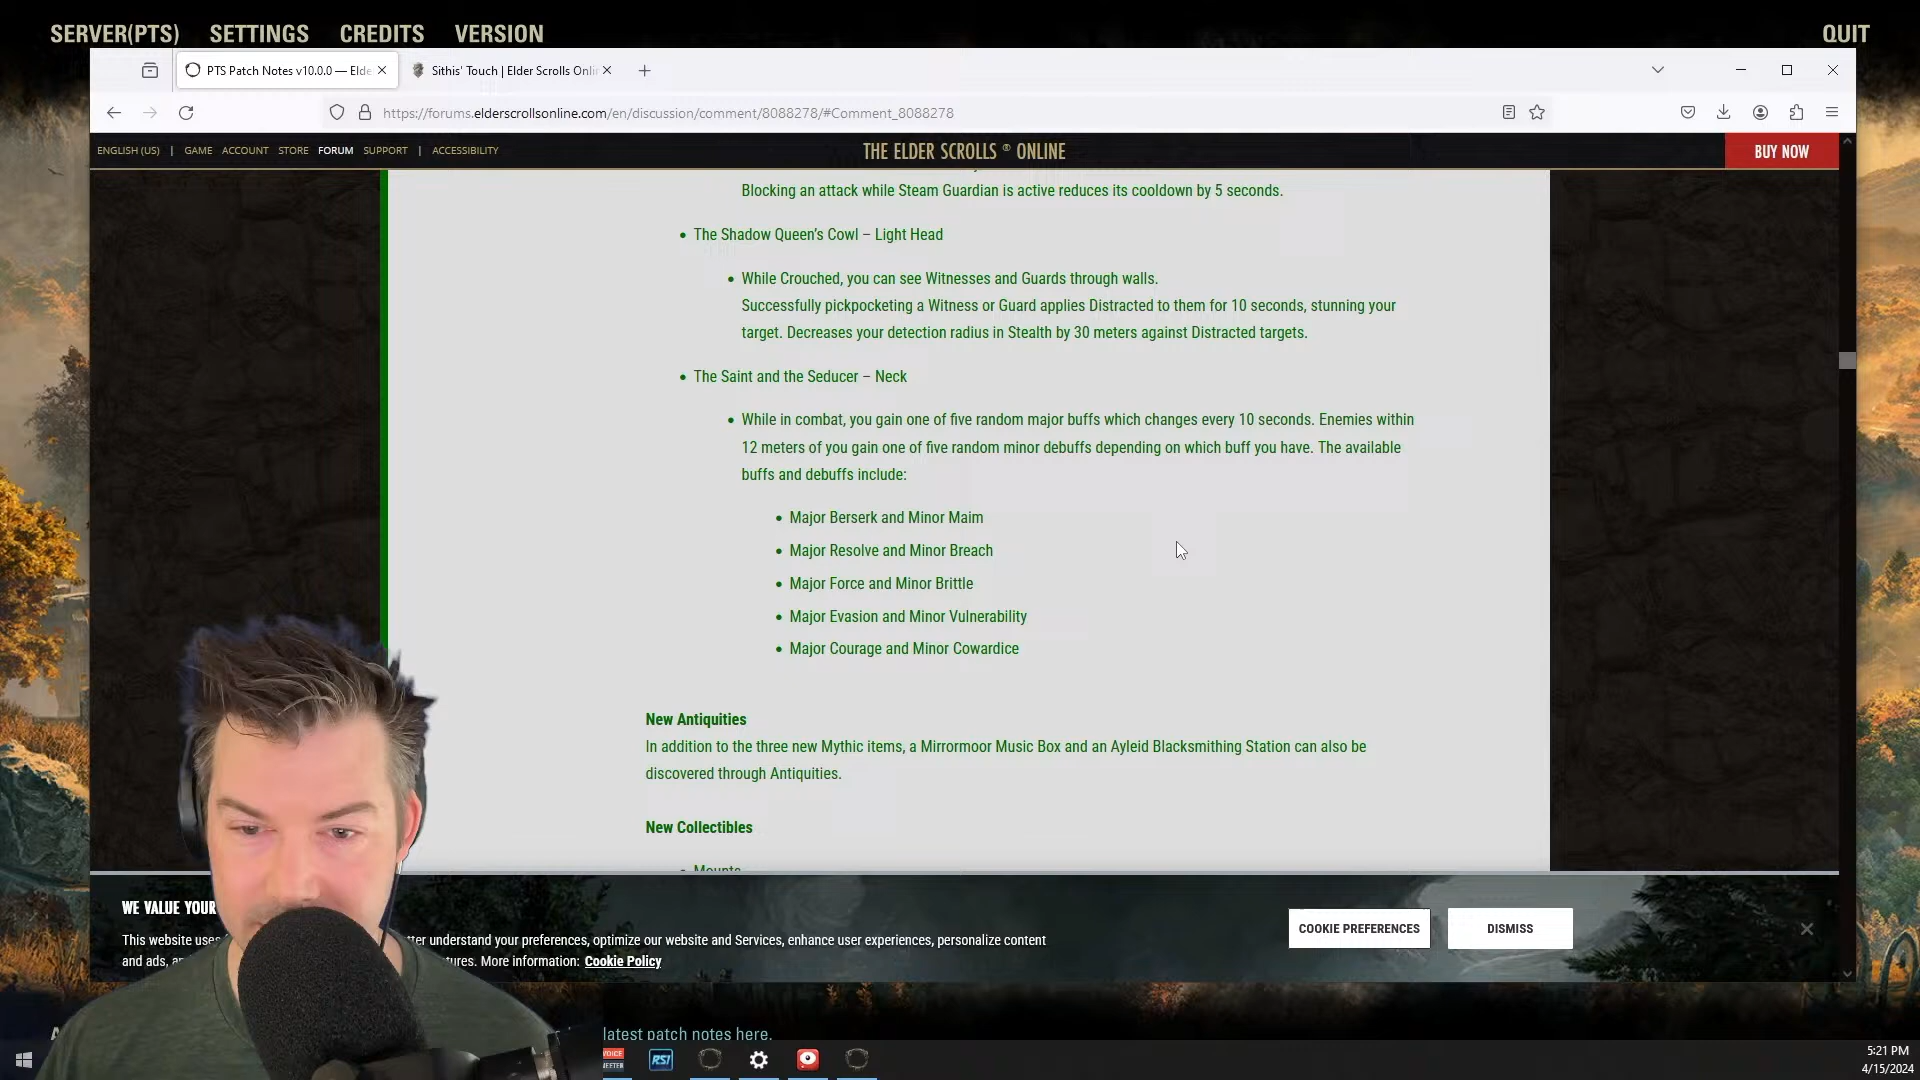 SERVER(PTS) SETTINGS CREDITS VERSION QUIT
PTS Patch Notes v10.0.0 — Elde
Sithis' Touch | Elder Scrolls Onli
https://forums.elderscrollsonline.com/en/discussion/comment/8088278/#Comment_8088278
ENGLISH (US) | GAME ACCOUNT STORE FORUM SUPPORT | ACCESSIBILITY
THE ELDER SCROLLS ® ONLINE
BUY NOW
Blocking an attack while Steam Guardian is active reduces its cooldown by 5 seconds.
• The Shadow Queen's Cowl – Light Head
• While Crouched, you can see Witnesses and Guards through walls.
Successfully pickpocketing a Witness or Guard applies Distracted to them for 10 seconds, stunning your
target. Decreases your detection radius in Stealth by 30 meters against Distracted targets.
• The Saint and the Seducer – Neck
• While in combat, you gain one of five random major buffs which changes every 10 seconds. Enemies within
12 meters of you gain one of five random minor debuffs depending on which buff you have. The available
buffs and debuffs include:
• Major Berserk and Minor Maim
• Major Resolve and Minor Breach
• Major Force and Minor Brittle
• Major Evasion and Minor Vulnerability
• Major Courage and Minor Cowardice
New Antiquities
In addition to the three new Mythic items, a Mirrormoor Music Box and an Ayleid Blacksmithing Station can also be
discovered through Antiquities.
New Collectibles
• Mounts
WE VALUE YOUR
This website uses tter understand your preferences, optimize our website and Services, enhance user experiences, personalize content
and ads, an tures. More information: Cookie Policy
COOKIE PREFERENCES
DISMISS
latest patch notes here.
VOICE
MEETER
RSI
5:21 PM
4/15/2024